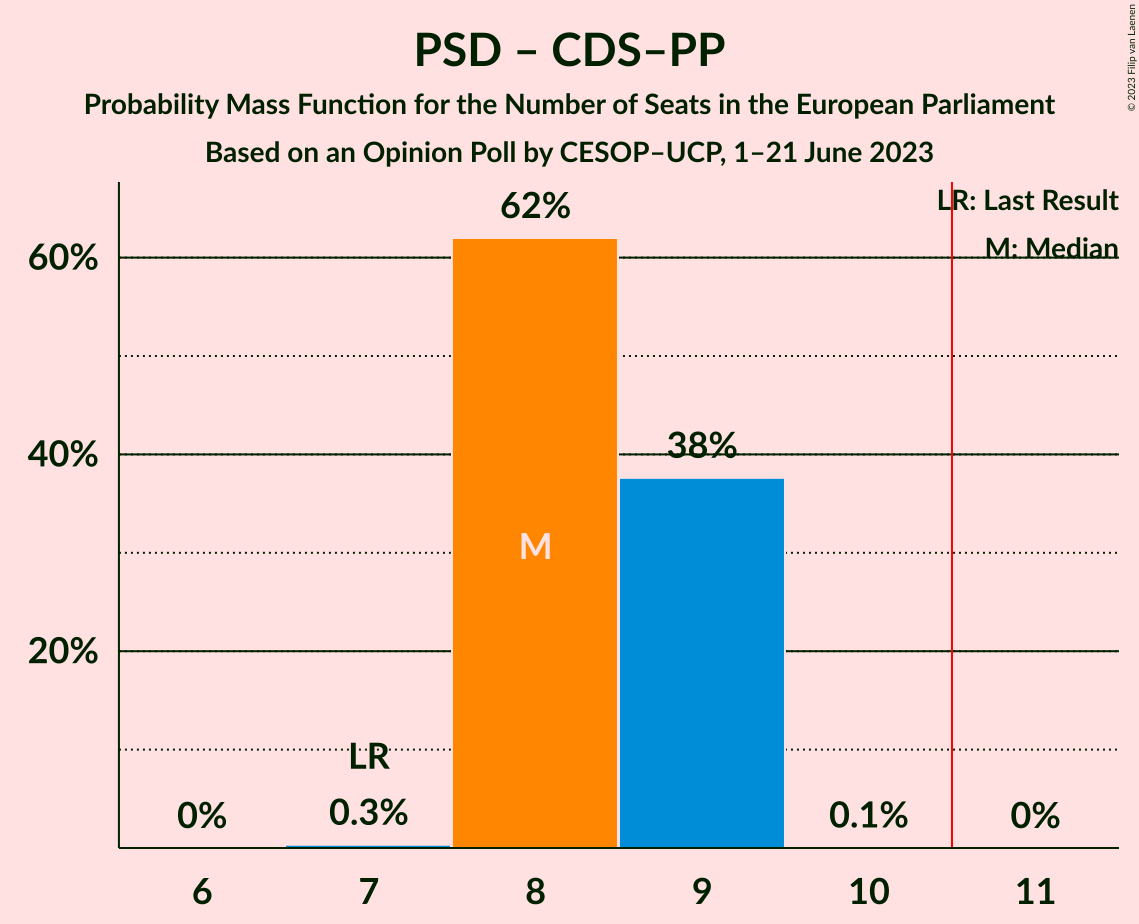 PSD – CDS–PP
Probability Mass Function for the Number of Seats in the European Parliament
Based on an Opinion Poll by CESOP–UCP, 1–21 June 2023
© 2023 Filip van Laenen
LR: Last Result
M: Median
62%
60%
38%
40%
M
20%
LR
0%
0.3%
0.1%
0%
6
7
8
9
10
11